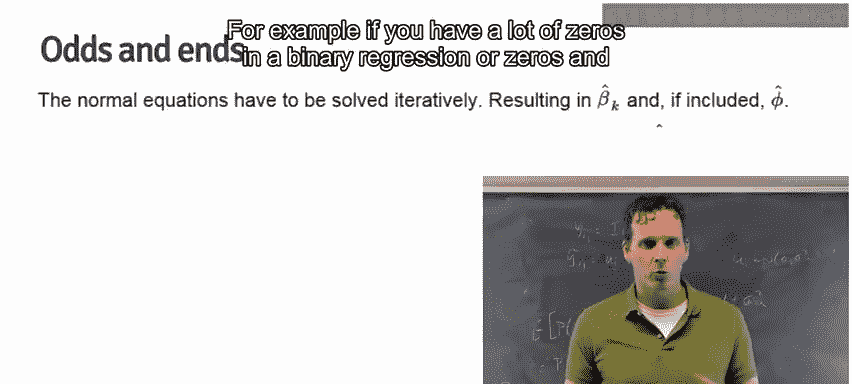 For example if you have a lot of zeros
in a binary regression or zeros and
Odds and ends
The normal equations have to be solved iteratively. Resulting in β̂ₖ and, if included, ϕ̂.